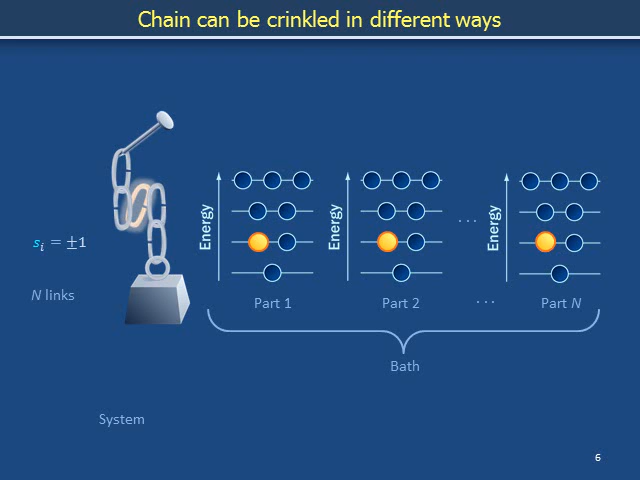 Chain can be crinkled in different ways
s_i = ±1
N links
Energy
Energy
. . .
Energy
Part 1
Part 2
. . .
Part N
Bath
System
6